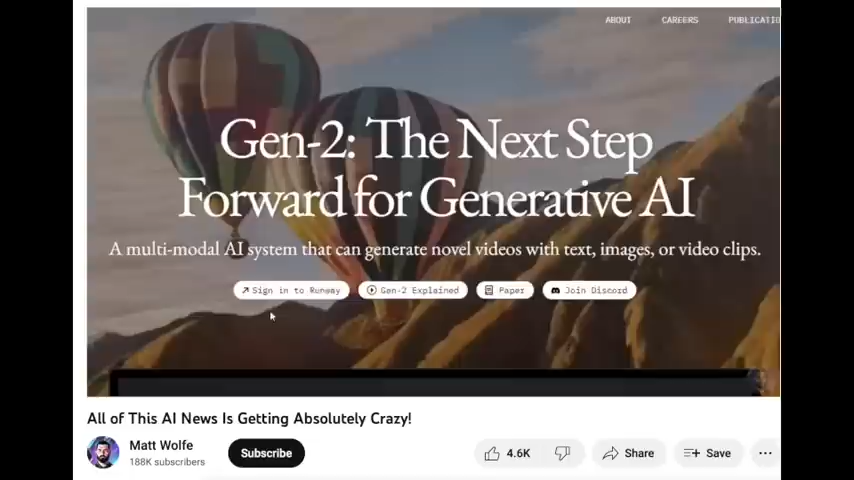 ABOUT CAREERS PUBLICATIO
Gen-2: The Next Step
Forward for Generative AI
A multi-modal AI system that can generate novel videos with text, images, or video clips.
Sign in to Runway Gen-2 Explained Paper Join Discord
All of This AI News Is Getting Absolutely Crazy!
Matt Wolfe
188K subscribers
Subscribe
4.6K
Share
Save